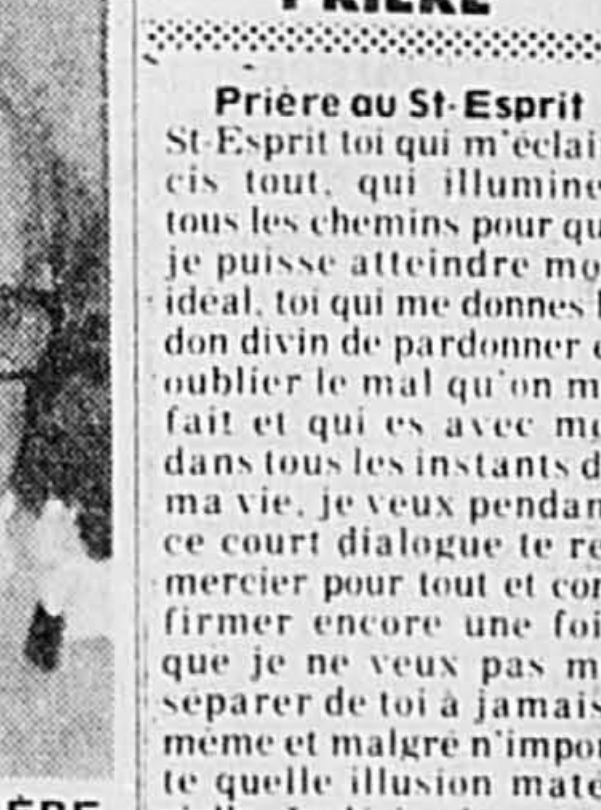 PRIÈRE
Prière au St-Esprit
St-Esprit toi qui m'éclair
cis tout, qui illumine
tous les chemins pour qu
je puisse atteindre mo
idéal, toi qui me donnes l
don divin de pardonner e
oublier le mal qu'on m
fait et qui es avec mo
dans tous les instants d
ma vie, je veux pendan
ce court dialogue te re
mercier pour tout et con
firmer encore une foi
que je ne veux pas m
séparer de toi à jamais
même et malgré n'impor
te quelle illusion maté
ÈRE